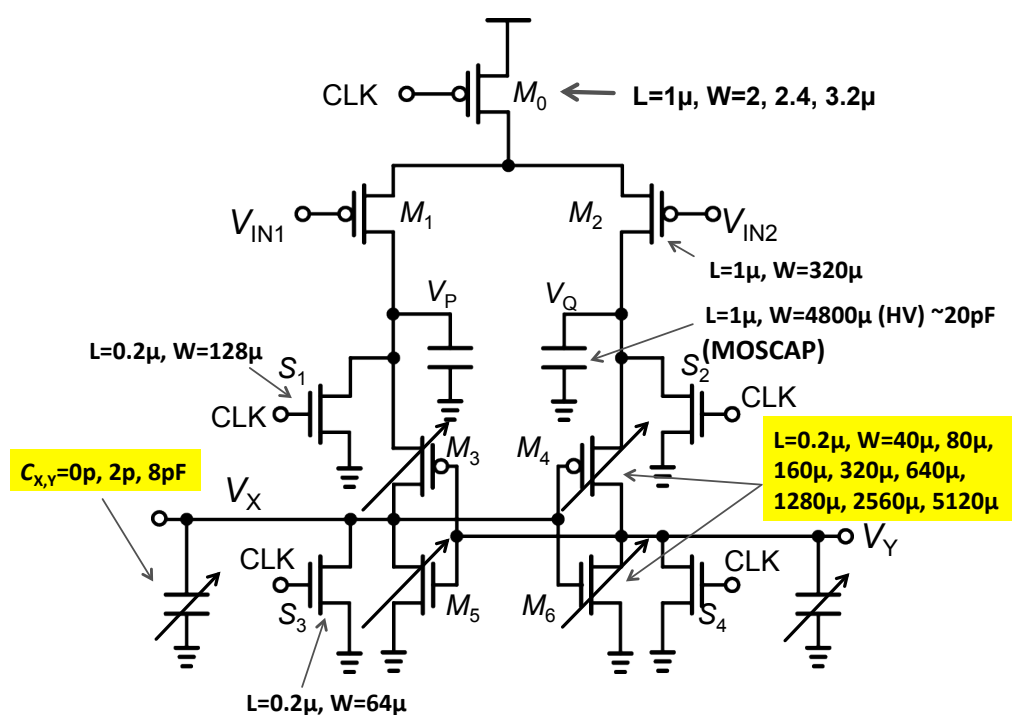 CLK
M0
L=1µ, W=2, 2.4, 3.2µ
VIN1
M1
M2
VIN2
L=1µ, W=320µ
VP
VQ
L=1µ, W=4800µ (HV) ~20pF
(MOSCAP)
L=0.2µ, W=128µ
S1
CLK
S2
CLK
M3
M4
L=0.2µ, W=40µ, 80µ,
160µ, 320µ, 640µ,
1280µ, 2560µ, 5120µ
CX,Y=0p, 2p, 8pF
VX
VY
CLK
S3
M5
M6
CLK
S4
L=0.2µ, W=64µ